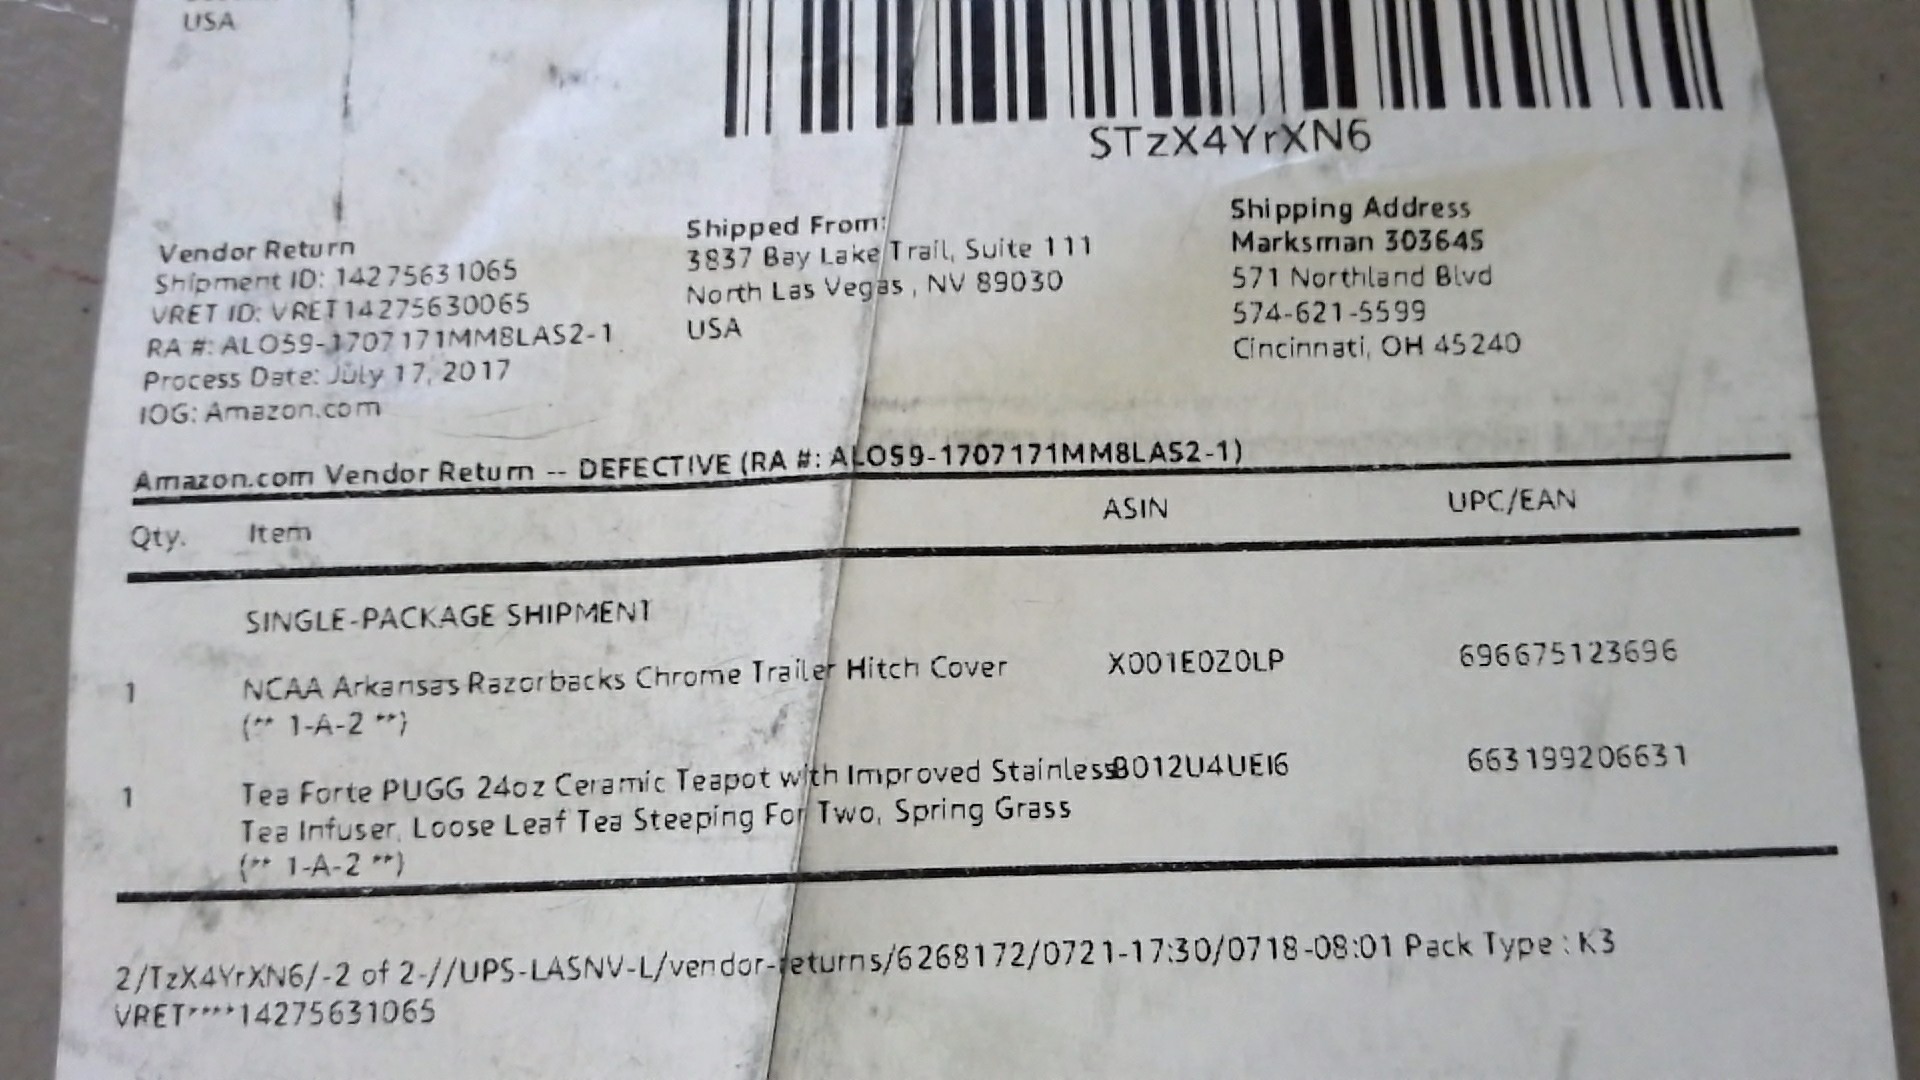 USA
STzX4YrXN6
Vendor Return
Shipment ID: 14275631065
VRET ID: VRET14275630065
RA #: ALO59-1707171MM8LAS2-1
Process Date: July 17, 2017
IOG: Amazon.com
Shipped From:
3837 Bay Lake Trail, Suite 111
North Las Vegas , NV 89030
USA
Shipping Address
Marksman 303645
571 Northland Blvd
574-621-5599
Cincinnati, OH 45240
Amazon.com Vendor Return -- DEFECTIVE (RA #: ALO59-1707171MM8LAS2-1)
Qty. Item ASIN UPC/EAN
SINGLE-PACKAGE SHIPMENT
1 NCAA Arkansas Razorbacks Chrome Trailer Hitch Cover X001E0Z0LP 696675123696
(** 1-A-2 **)
1 Tea Forte PUGG 24oz Ceramic Teapot with Improved Stainless B012U4UEI6 663199206631
Tea Infuser, Loose Leaf Tea Steeping For Two, Spring Grass
(** 1-A-2 **)
2/TzX4YrXN6/-2 of 2-//UPS-LASNV-L/vendor-returns/6268172/0721-17:30/0718-08:01 Pack Type : K3
VRET****14275631065